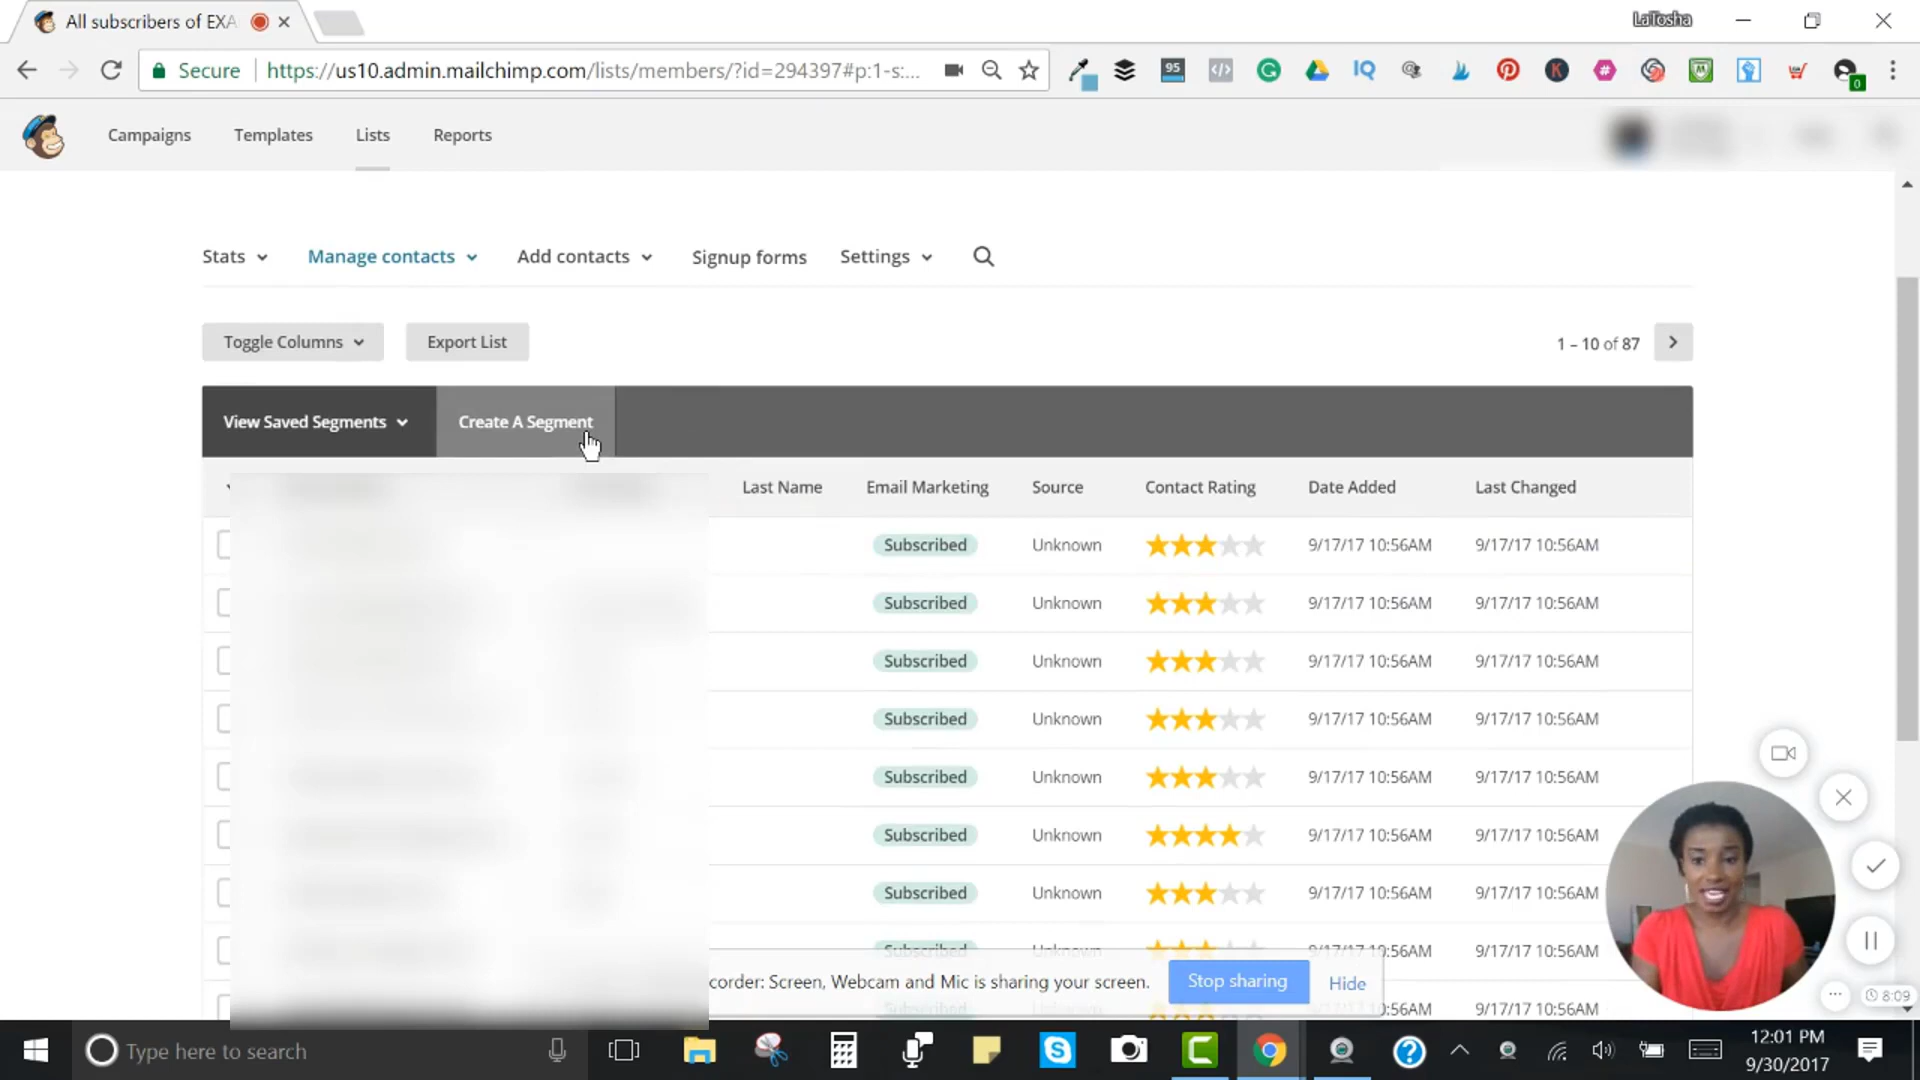 All subscribers of EXA
LaTosha
Secure
https://us10.admin.mailchimp.com/lists/members/?id=294397#p:1-s:...
95
IQ
0
Campaigns
Templates
Lists
Reports
Stats
Manage contacts
Add contacts
Signup forms
Settings
Toggle Columns
Export List
1 – 10 of 87
View Saved Segments
Create A Segment
Last Name Email Marketing Source Contact Rating Date Added Last Changed
Subscribed Unknown 9/17/17 10:56AM 9/17/17 10:56AM
Subscribed Unknown 9/17/17 10:56AM 9/17/17 10:56AM
Subscribed Unknown 9/17/17 10:56AM 9/17/17 10:56AM
Subscribed Unknown 9/17/17 10:56AM 9/17/17 10:56AM
Subscribed Unknown 9/17/17 10:56AM 9/17/17 10:56AM
Subscribed Unknown 9/17/17 10:56AM 9/17/17 10:56AM
Subscribed Unknown 9/17/17 10:56AM 9/17/17 10:56AM
Subscribed Unknown 9/17/17 10:56AM 9/17/17 10:56AM
corder: Screen, Webcam and Mic is sharing your screen.
Stop sharing
Hide
9/17/17 10:56AM
8:09
Type here to search
12:01 PM
9/30/2017